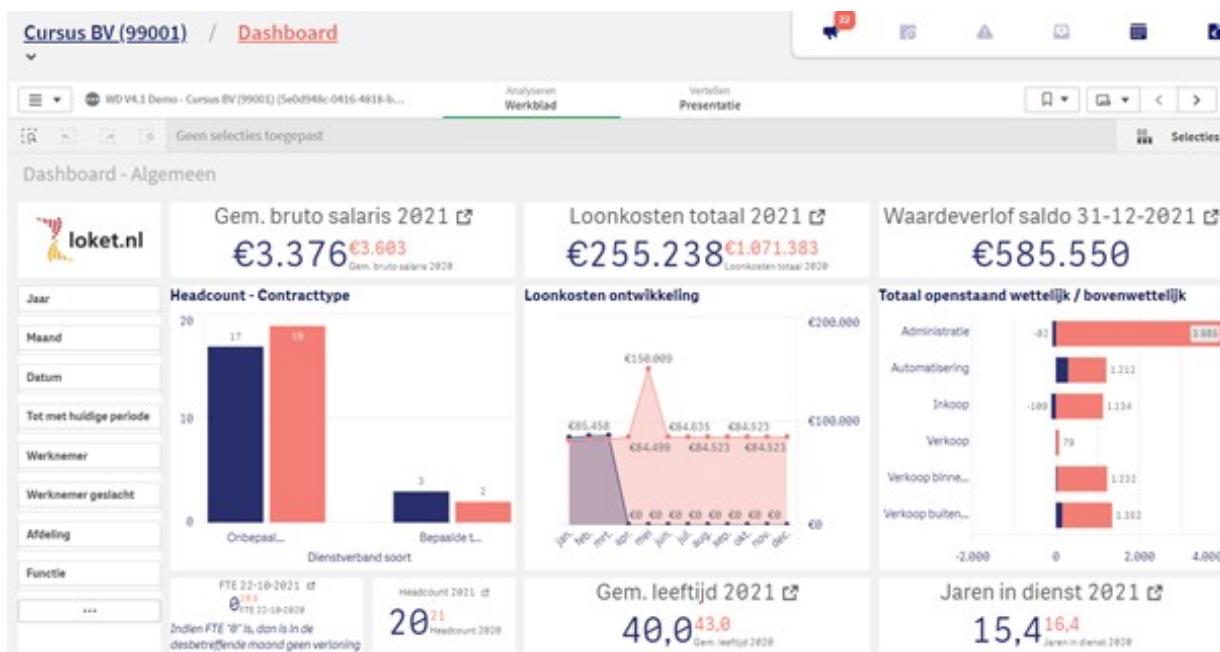 Cursus BV (99001) / Dashboard
22
WD V4.1 Demo - Cursus BV (99001) (5e0d948c-0416-4818-b...
Analyseren
Werkblad
Vertellen
Presentatie
Geen selecties toegepast
Selecties
Dashboard - Algemeen
loket.nl
Gem. bruto salaris 2021
€3.376 €3.603
Gem. bruto salaris 2020
Loonkosten totaal 2021
€255.238 €1.071.383
Loonkosten totaal 2020
Waardeverlof saldo 31-12-2021
€585.550
Jaar
Maand
Datum
Tot met huidige periode
Werknemer
Werknemer geslacht
Afdeling
Functie
...
Headcount - Contracttype
20
10
0
17
19
3
2
Onbepaal...
Bepaalde t...
Dienstverband soort
Loonkosten ontwikkeling
€200.000
€100.000
€0
€150.009
€85.458
€84.635
€84.523
€84.499
€84.523
€84.523
€0 €0 €0 €0 €0 €0 €0 €0
jan. feb. mrt. apr. mei jun. jul. aug. sep. okt. nov. dec.
Totaal openstaand wettelijk / bovenwettelijk
Administratie
-82
Automatisering
1.212
Inkoop
-109
1.134
Verkoop
79
Verkoop binne...
1.232
Verkoop buiten...
-2.000
0
2.000
4.000
FTE 22-10-2021
0
FTE 22-10-2020
Indien FTE "0" is, dan is in de
desbetreffende maand geen verloning
Headcount 2021
20 21
Headcount 2020
Gem. leeftijd 2021
40,0 43,0
Gem. leeftijd 2020
Jaren in dienst 2021
15,4 16,4
Jaren in dienst 2020